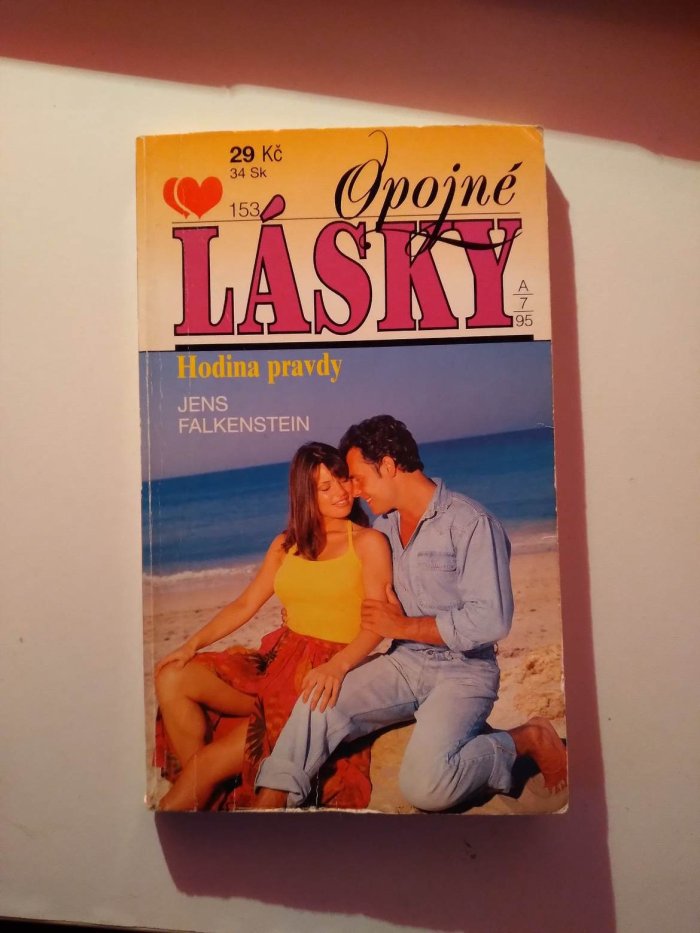 29 Kč
34 Sk
153
Opojné
LÁSKY
A
7
95
Hodina pravdy
JENS
FALKENSTEIN